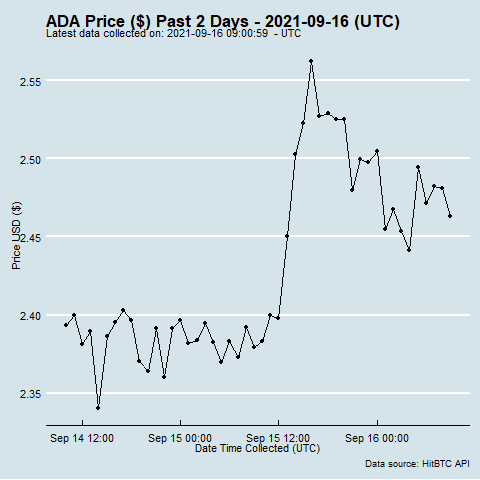 ADA Price ($) Past 2 Days - 2021-09-16 (UTC)
Latest data collected on: 2021-09-16 09:00:59 - UTC
2.55
2.50
2.45
2.40
2.35
Price USD ($)
Sep 14 12:00 Sep 15 00:00 Sep 15 12:00 Sep 16 00:00
Date Time Collected (UTC)
Data source: HitBTC API